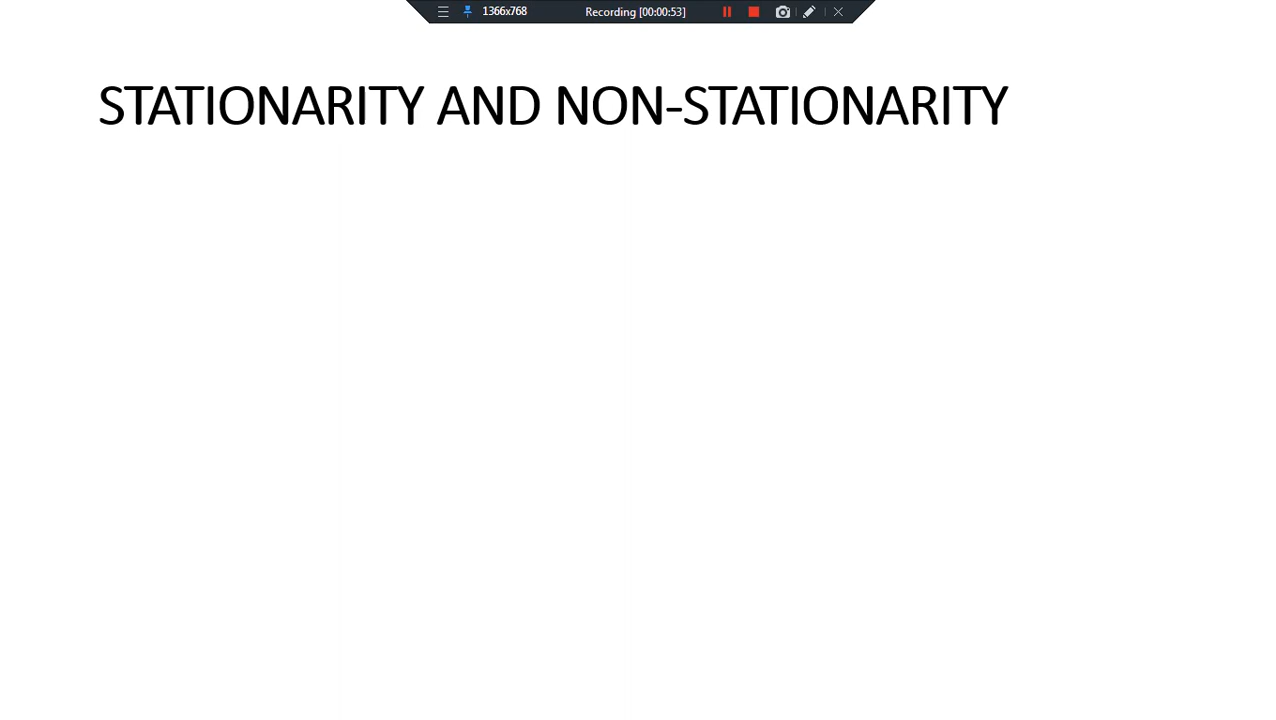 1366x768 Recording [00:00:53]
STATIONARITY AND NON-STATIONARITY